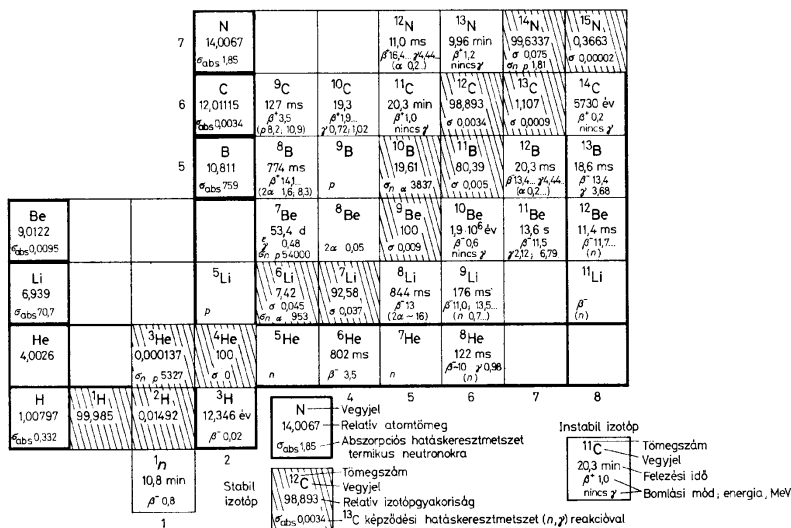 7
N
14,0067
σabs 1,85
¹²N
11,0 ms
β⁺16,4... γ4,44...
(α 0,2...)
¹³N
9,96 min
β⁺1,2
nincs γ
¹⁴N
99,6337
σ 0,075
σn p 1,81
¹⁵N
0,3663
σ 0,00002
6
C
12,01115
σabs 0,0034
⁹C
127 ms
β⁺3,5
(p 8,2; 10,9)
¹⁰C
19,3
β⁺1,9...
γ 0,72; 1,02
¹¹C
20,3 min
β⁺1,0
nincs γ
¹²C
98,893
σ 0,0034
¹³C
1,107
σ 0,0009
¹⁴C
5730 év
β⁻0,2
nincs γ
5
B
10,811
σabs 759
⁸B
774 ms
β⁺14,1...
(2α 1,6; 8,3)
⁹B
p
¹⁰B
19,61
σn α 3837
¹¹B
80,39
σ 0,005
¹²B
20,3 ms
β⁻13,4... γ4,44...
(α 0,2...)
¹³B
18,6 ms
β⁻ 13,4
γ 3,68
Be
9,0122
σabs 0,0095
⁷Be
53,4 d
ε
γ 0,48
σn p 54000
⁸Be
2α 0,05
⁹Be
100
σ 0,009
¹⁰Be
1,9·10⁶ év
β⁻0,6
nincs γ
¹¹Be
13,6 s
β⁻11,5
γ2,12; 6,79
¹²Be
11,4 ms
β⁻11,7...
(n)
Li
6,939
σabs 70,7
⁵Li
p
⁶Li
7,42
σ 0,045
σn α 953
⁷Li
92,58
σ 0,037
⁸Li
844 ms
β⁻13
(2α ~ 16)
⁹Li
176 ms
β⁻11,0; 13,5...
(n 0,7...)
¹¹Li
β⁻
(n)
He
4,0026
³He
0,000137
σn p 5327
⁴He
100
σ 0
⁵He
n
⁶He
802 ms
β⁻ 3,5
⁷He
n
⁸He
122 ms
β⁻10 γ 0,98
(n)
H
1,00797
σabs 0,332
¹H
99,985
²H
0,01492
³H
12,346 év
β⁻ 0,02
4
5
6
7
8
¹n
10,8 min
β⁻ 0,8
1
2
N
14,0067
σabs 1,85
Vegyjel
Relatív atomtömeg
Abszorpciós hatáskeresztmetszet
termikus neutronokra
Stabil
izotóp
¹²C
98,893
σabs 0,0034
Tömegszám
Vegyjel
Relatív izotópgyakoriság
¹³C képződési hatáskeresztmetszet (n,γ) reakcióval
Instabil izotóp
¹¹C
20,3 min
β⁺ 1,0
nincs γ
Tömegszám
Vegyjel
Felezési idő
Bomlási mód; energia, MeV